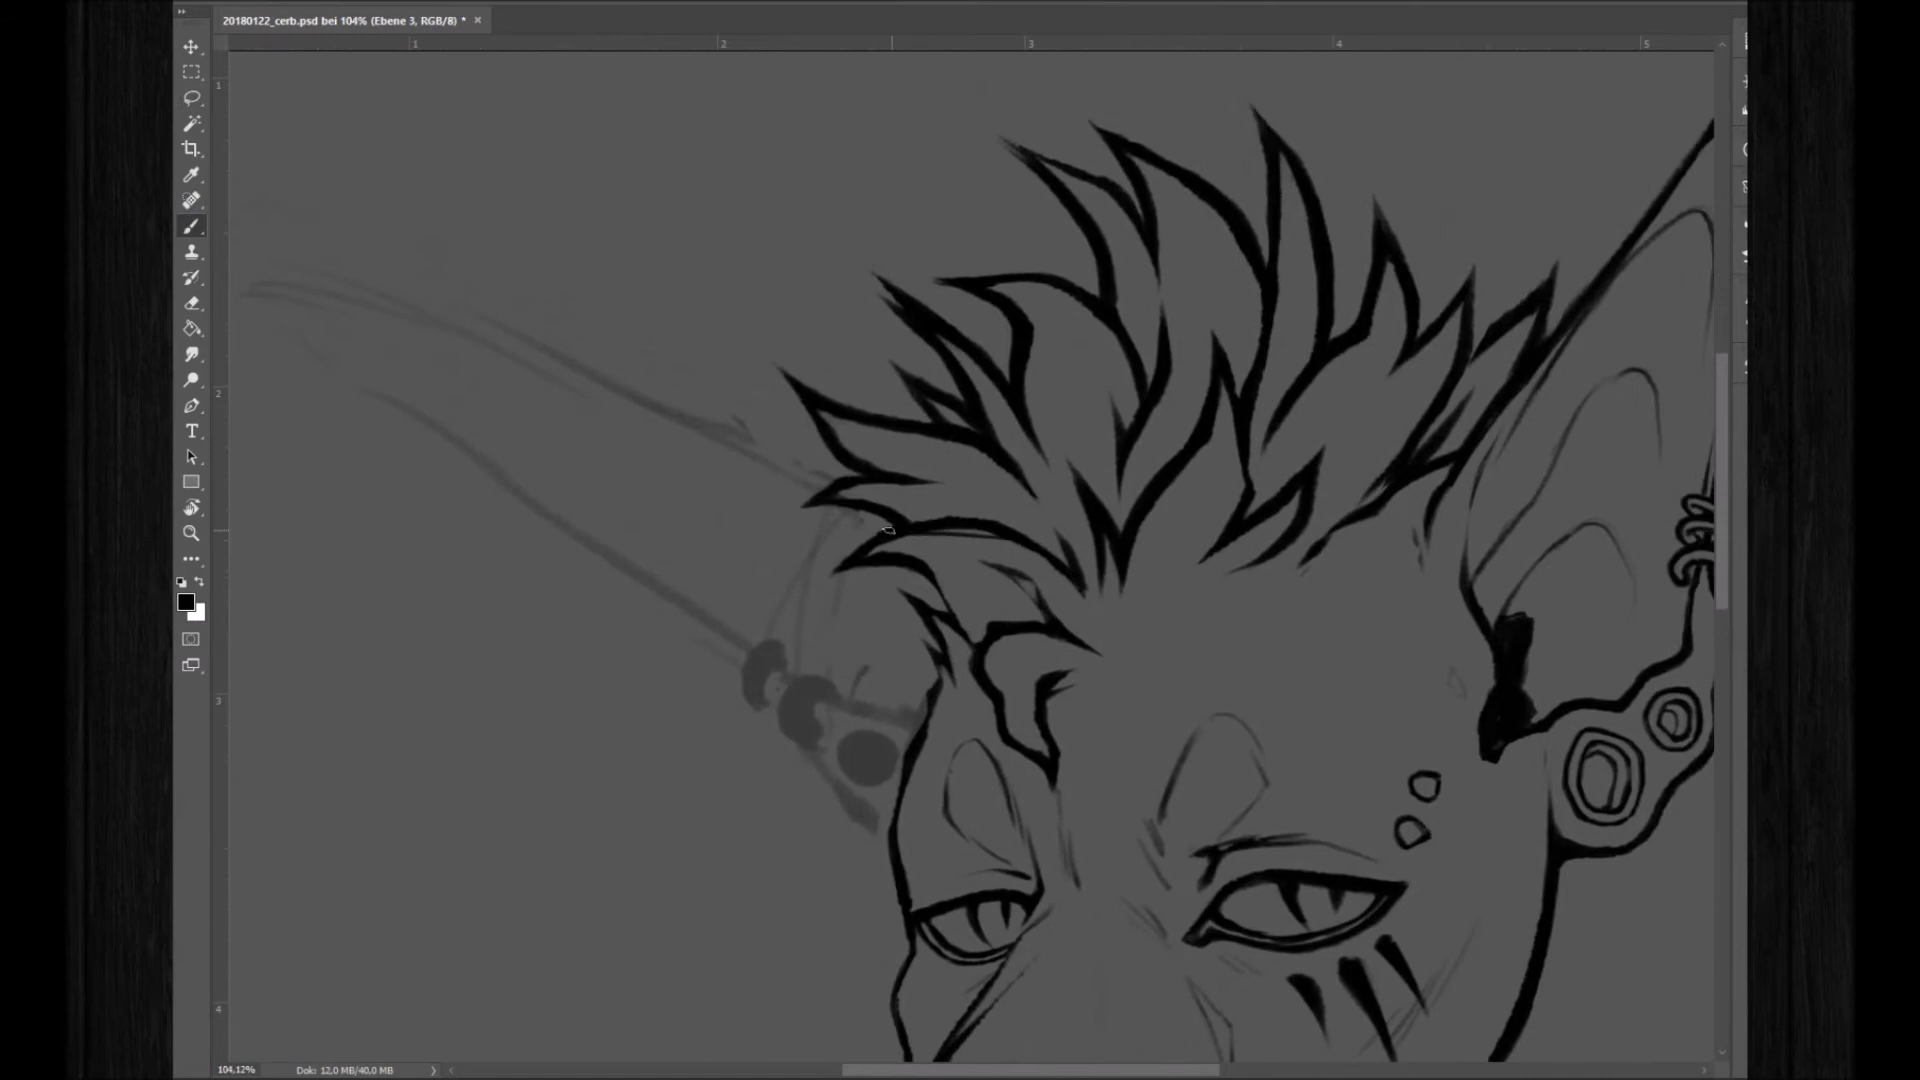 20180122_cerb.psd bei 104% (Ebene 3, RGB/8) * ×
1 2 3 4 5
1
2
3
4
T
104,12% Dok: 12,0 MB/40,0 MB